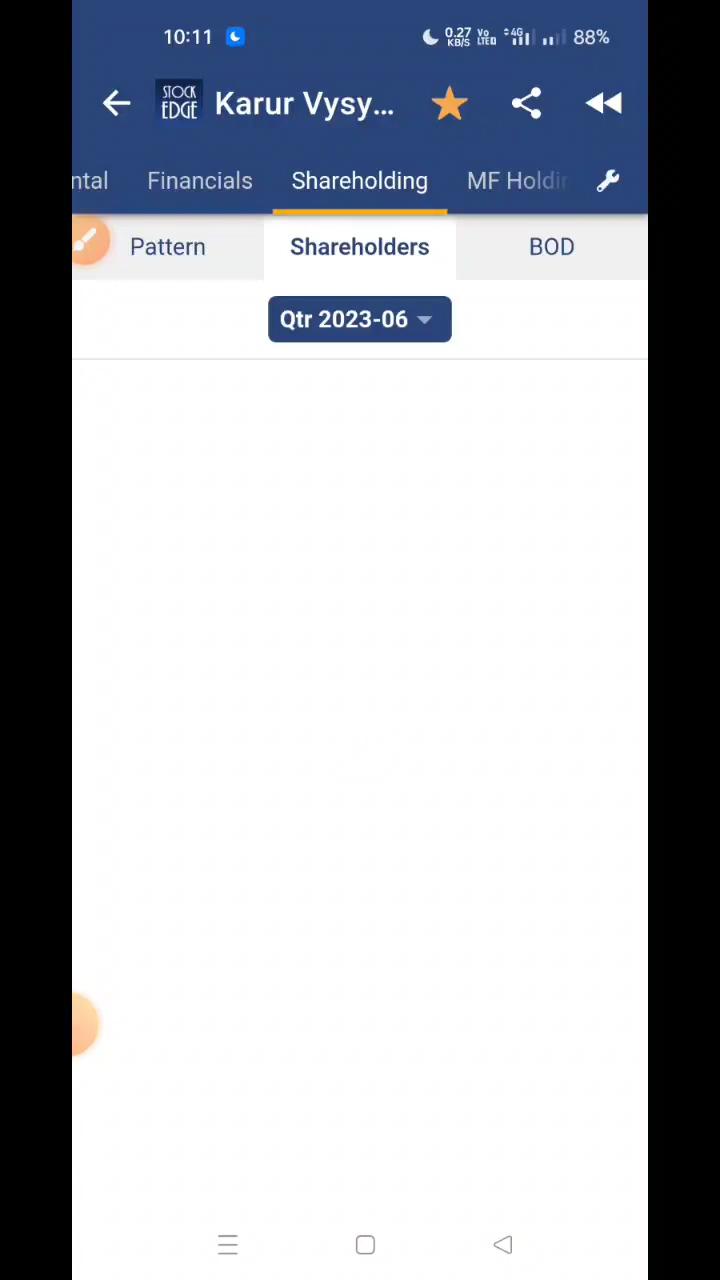 10:11 0.27 KB/S Vo LTE 4G 88%
STOCK EDGE Karur Vysy...
ntal Financials Shareholding MF Holdin
Pattern Shareholders BOD
Qtr 2023-06